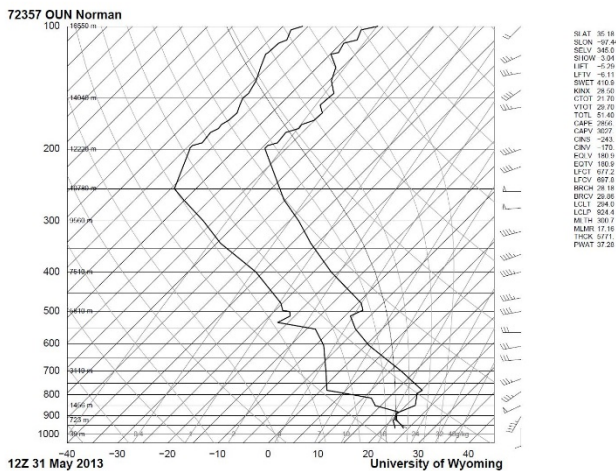 72357 OUN Norman
100 16550 m
14040 m
200 12220 m
10780 m
300 9560 m
400 7510 m
500
600
700 3110 m
800
1456 m
900
723 m
1000 39 m
-40 -30 -20 -10 0 10 20 30 40
12Z 31 May 2013 University of Wyoming
SLAT 35.18
SLON -97.44
SELV 345.0
SHOW 3.04
LIFT -5.29
LFTV -6.11
SWET 410.9
KINX 28.50
CTOT 21.70
VTOT 29.70
TOTL 51.40
CAPE 2866.
CAPV 3027.
CINS -243.
CINV -170.
EQLV 180.9
EQTV 180.9
LFCT 677.2
LFCV 697.8
BRCH 28.18
BRCV 29.86
LCLT 294.0
LCLP 924.4
MLTH 300.7
MLMR 17.16
THCK 5771.
PWAT 37.20